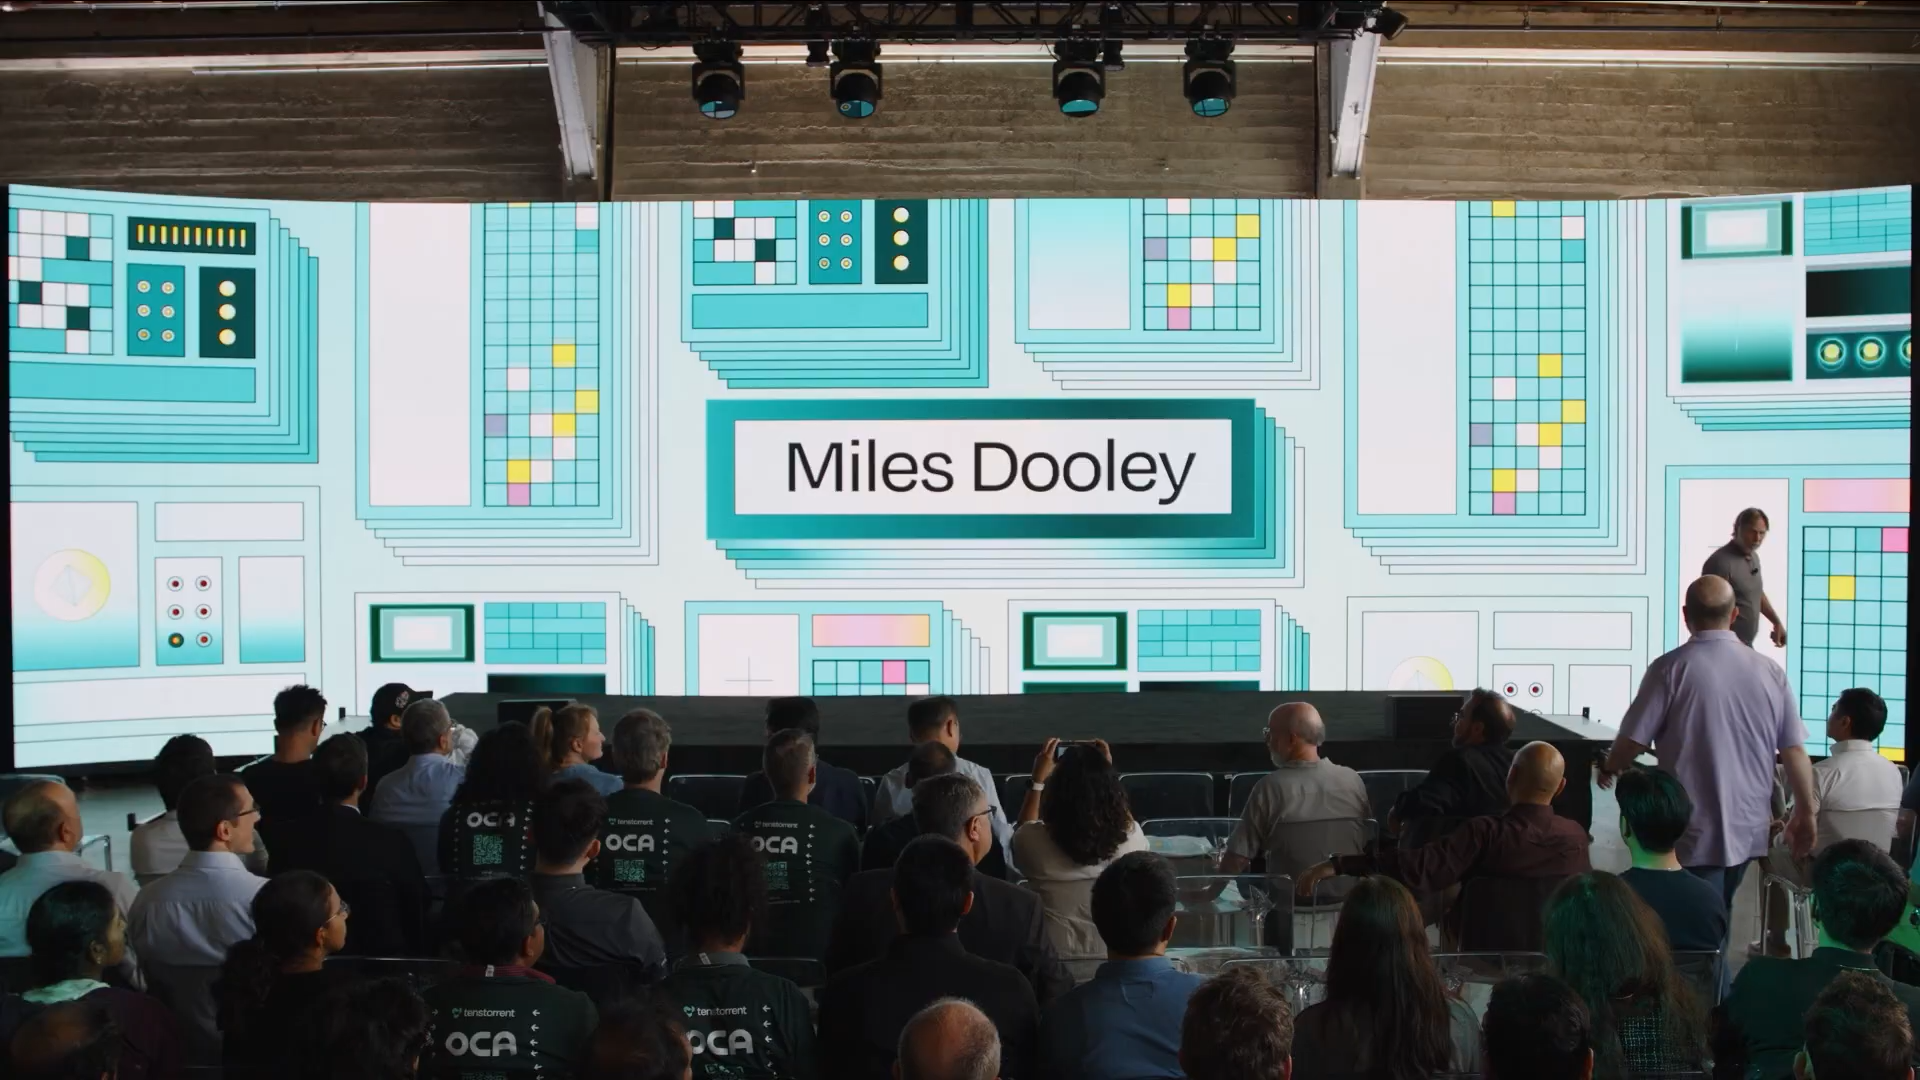 Miles Dooley
OCA
tenstorrent
OCA
tenstorrent
OCA
tenstorrent
OCA
tenstorrent
OCA